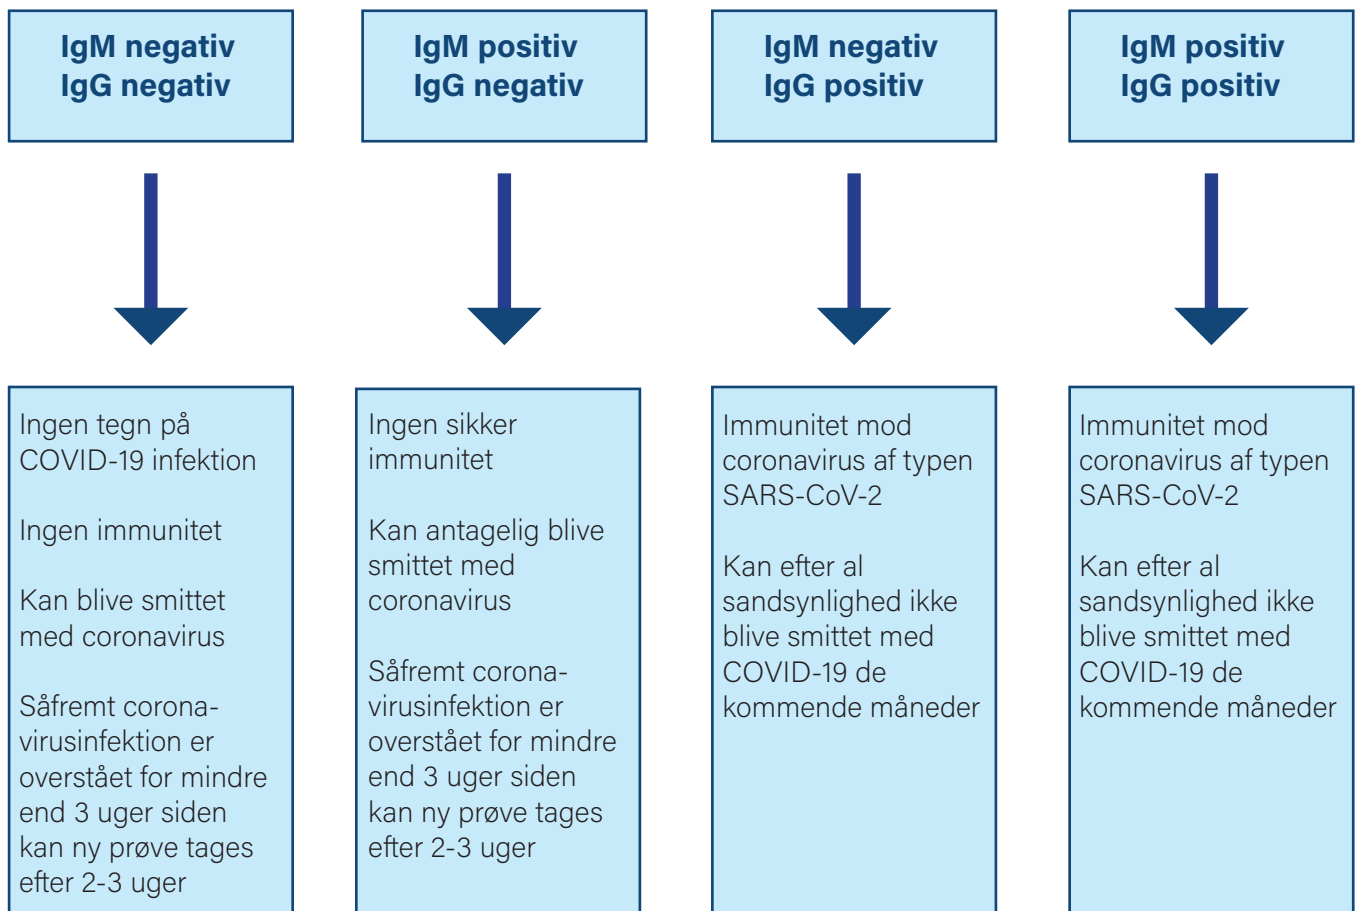 IgM negativ
IgG negativ
IgM positiv
IgG negativ
IgM negativ
IgG positiv
IgM positiv
IgG positiv
Ingen tegn på
COVID-19 infektion
Ingen immunitet
Kan blive smittet
med coronavirus
Såfremt corona-
virusinfektion er
overstået for mindre
end 3 uger siden
kan ny prøve tages
efter 2-3 uger
Ingen sikker
immunitet
Kan antagelig blive
smittet med
coronavirus
Såfremt corona-
virusinfektion er
overstået for mindre
end 3 uger siden
kan ny prøve tages
efter 2-3 uger
Immunitet mod
coronavirus af typen
SARS-CoV-2
Kan efter al
sandsynlighed ikke
blive smittet med
COVID-19 de
kommende måneder
Immunitet mod
coronavirus af typen
SARS-CoV-2
Kan efter al
sandsynlighed ikke
blive smittet med
COVID-19 de
kommende måneder